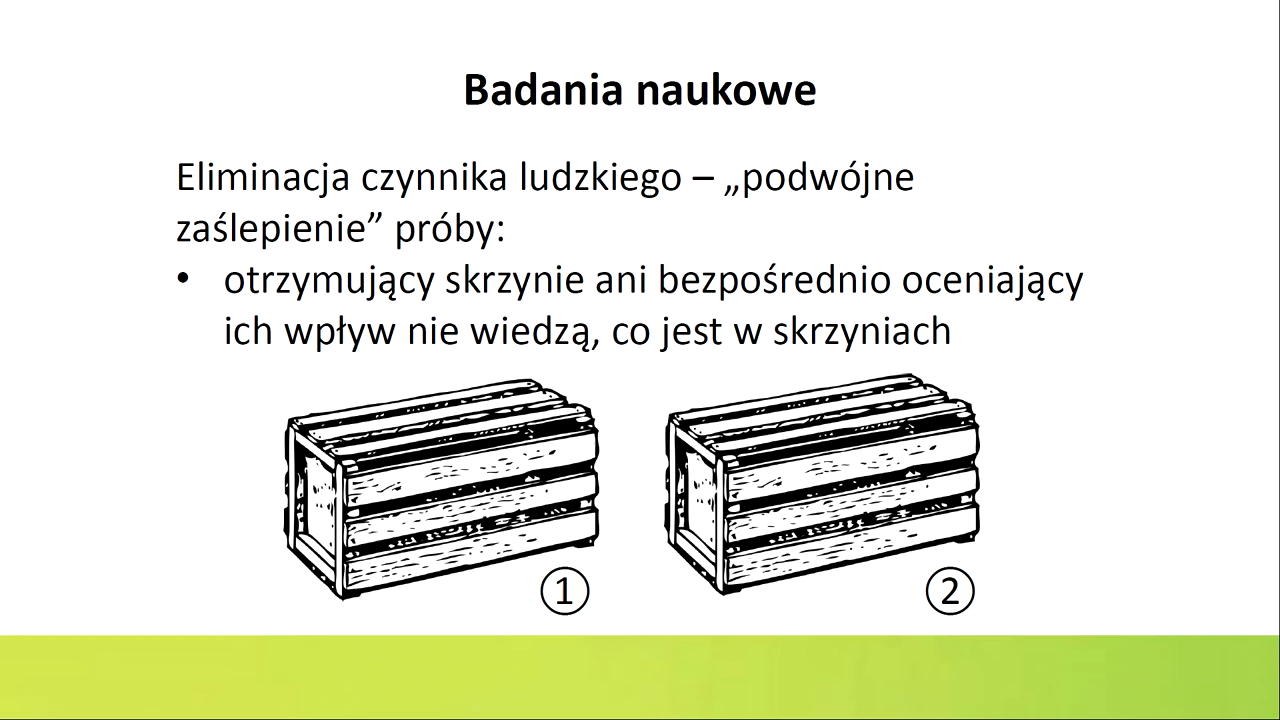 Badania naukowe
Eliminacja czynnika ludzkiego – „podwójne
zaślepienie” próby:
• otrzymujący skrzynie ani bezpośrednio oceniający
ich wpływ nie wiedzą, co jest w skrzyniach
1
2